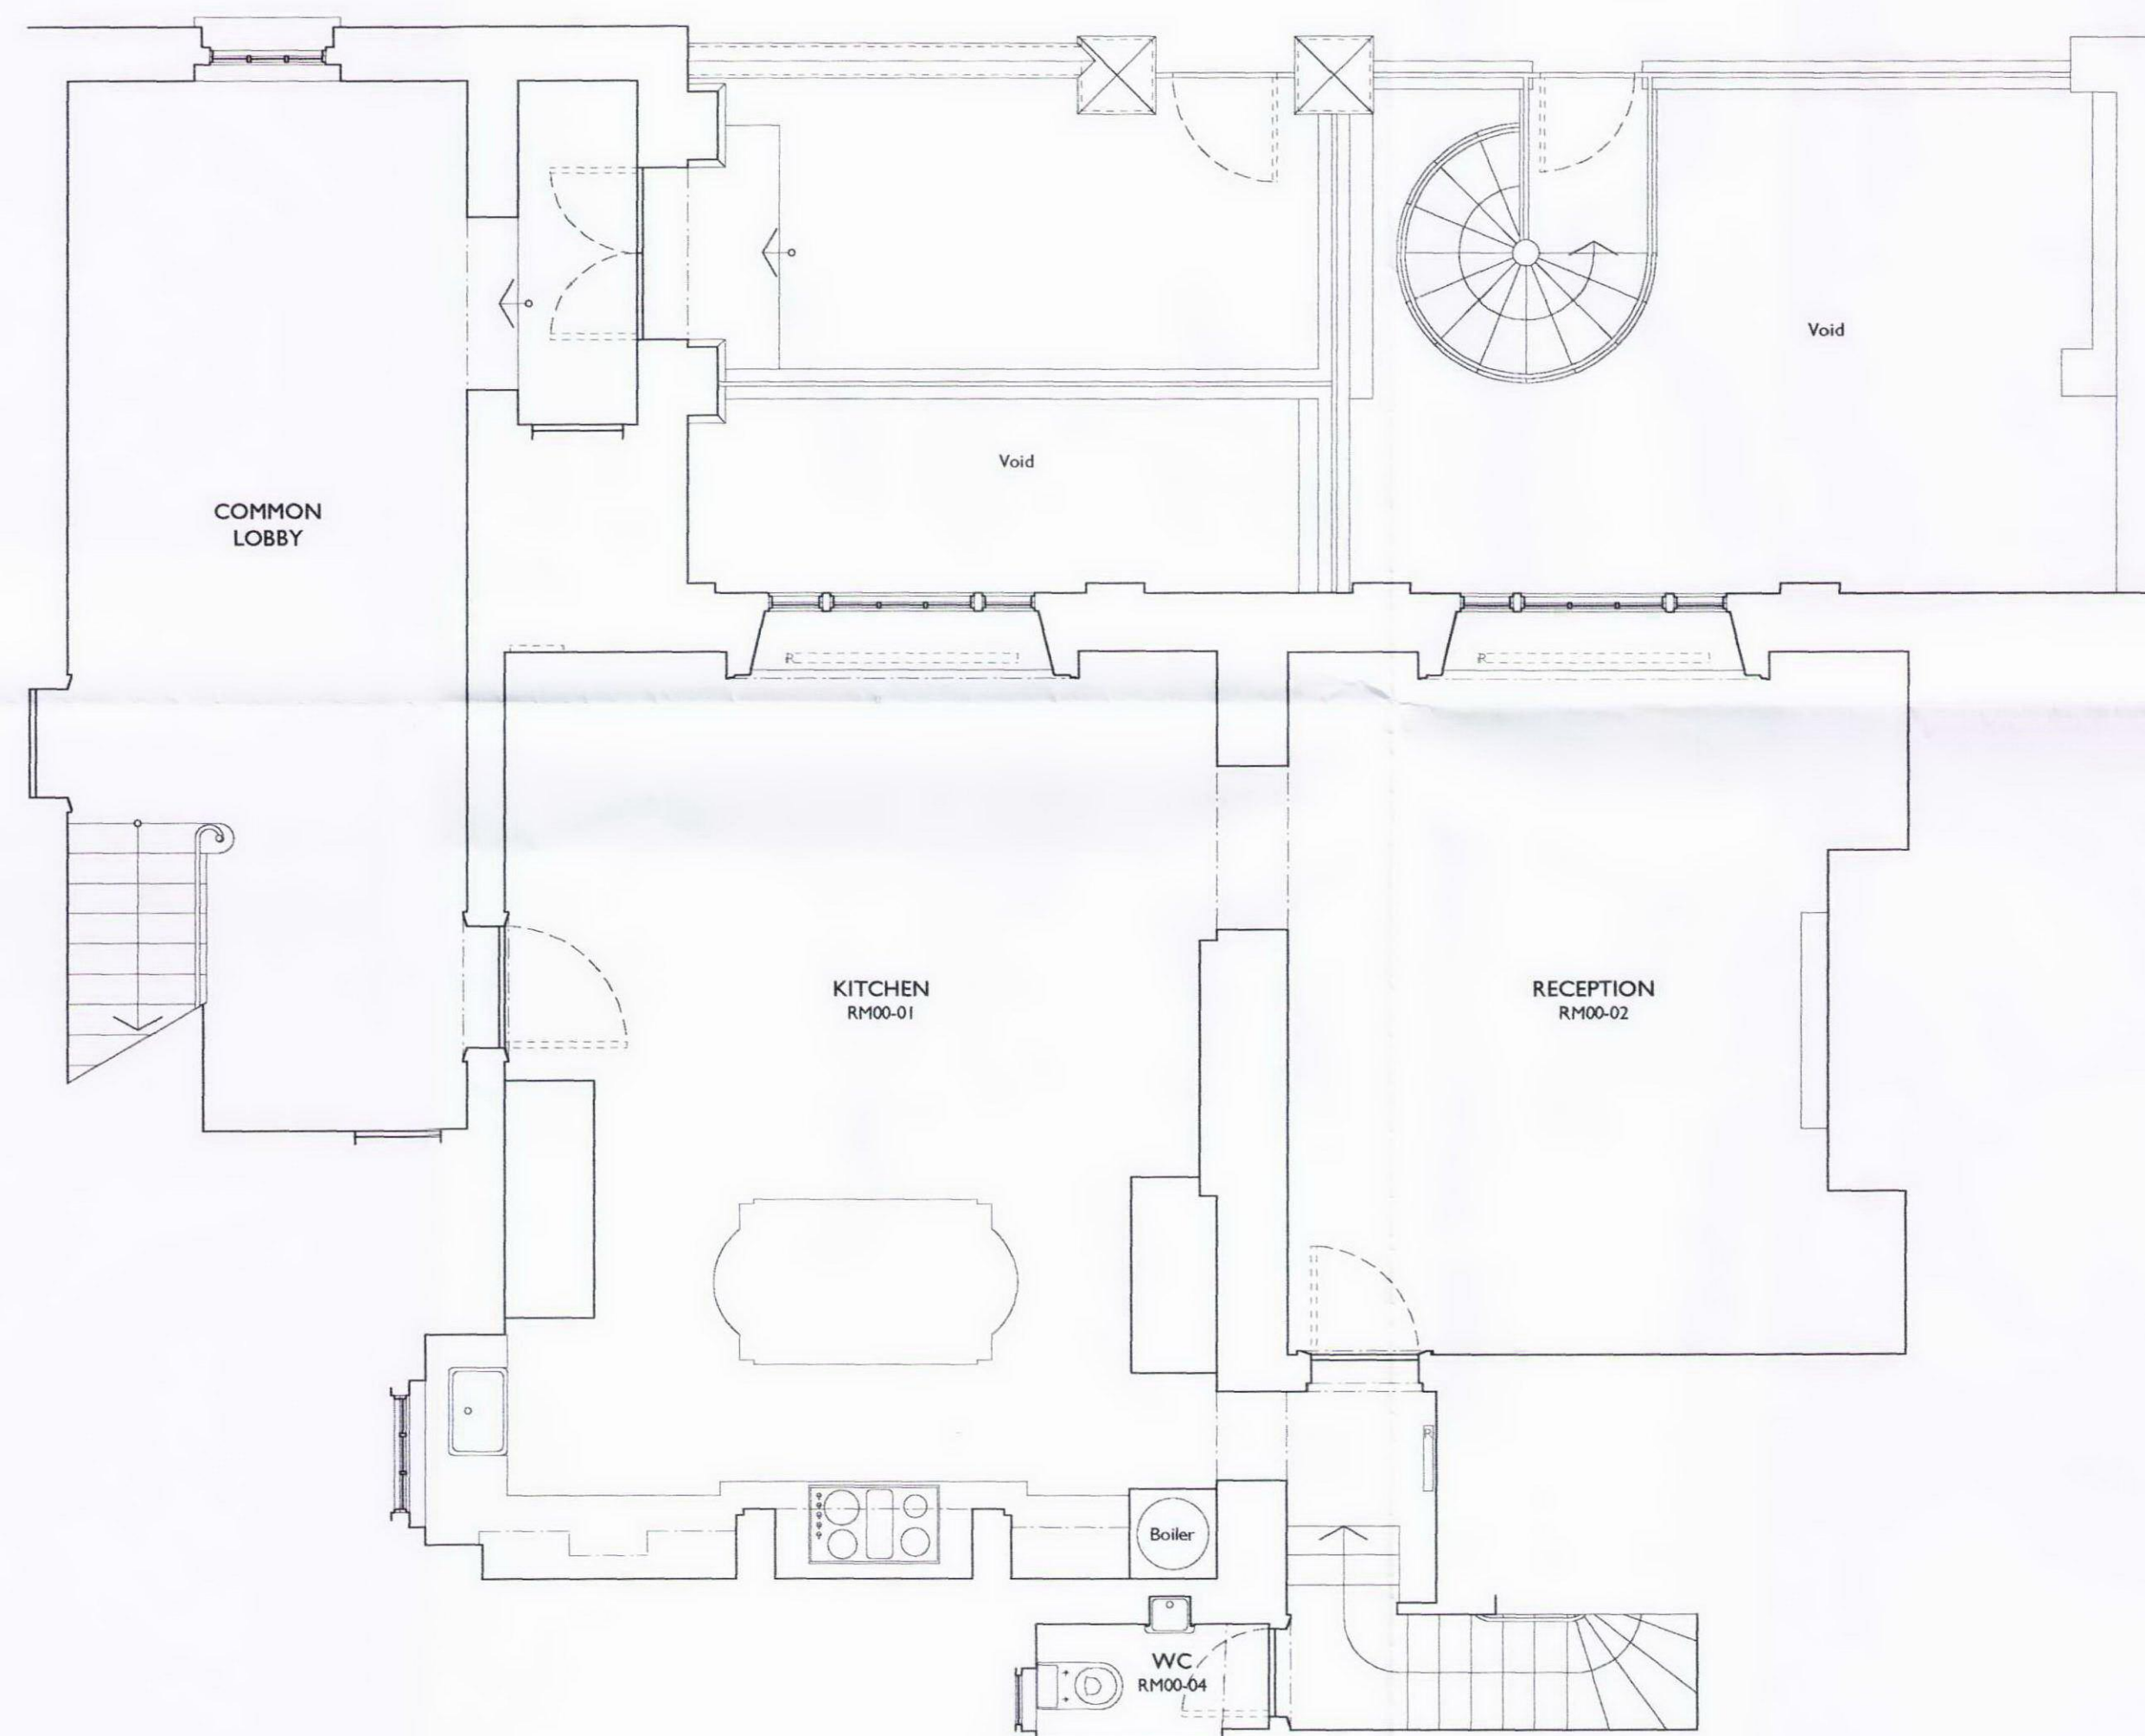 Void
Void
COMMON
LOBBY
R
R
KITCHEN
RM00-01
RECEPTION
RM00-02
R
Boiler
WC
RM00-04